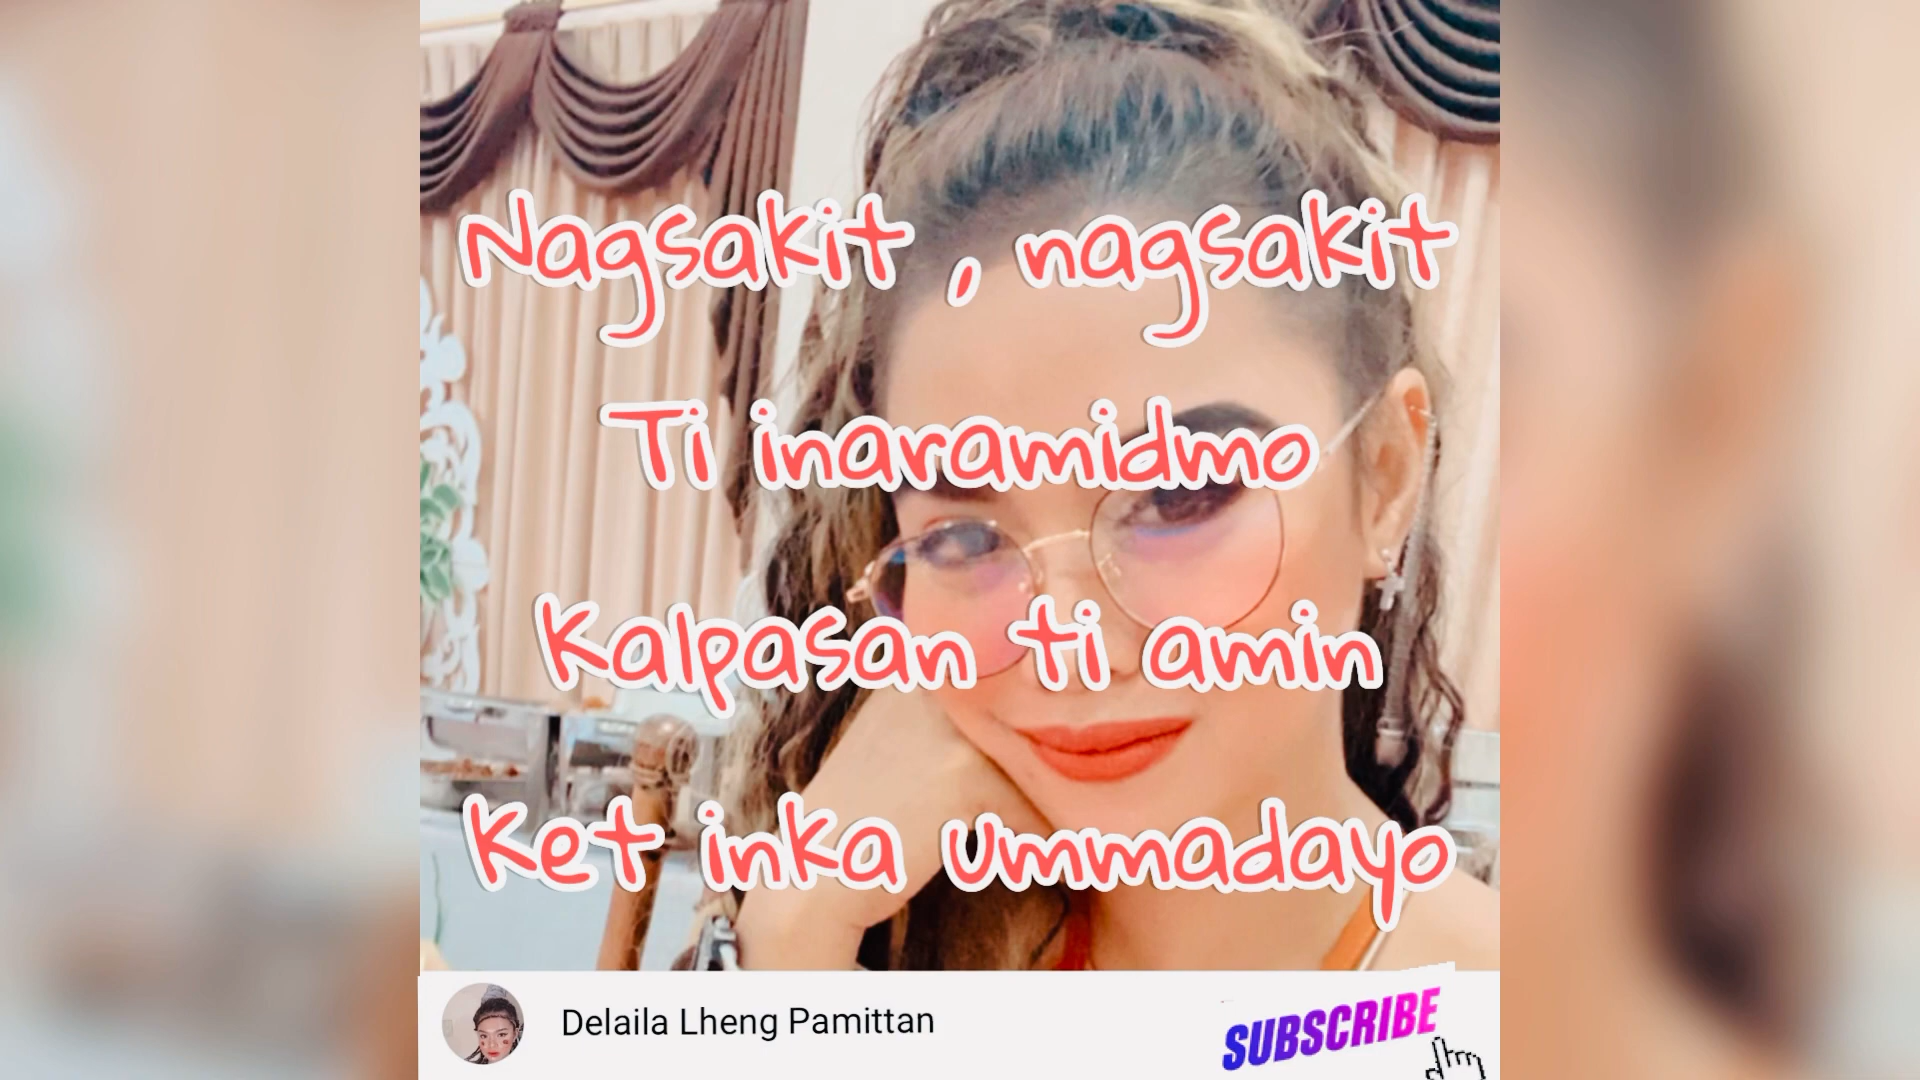 Nagsakit , nagsakit
Ti inaramidmo
Kalpasan ti amin
Ket inka ummadayo
Delaila Lheng Pamittan
SUBSCRIBE